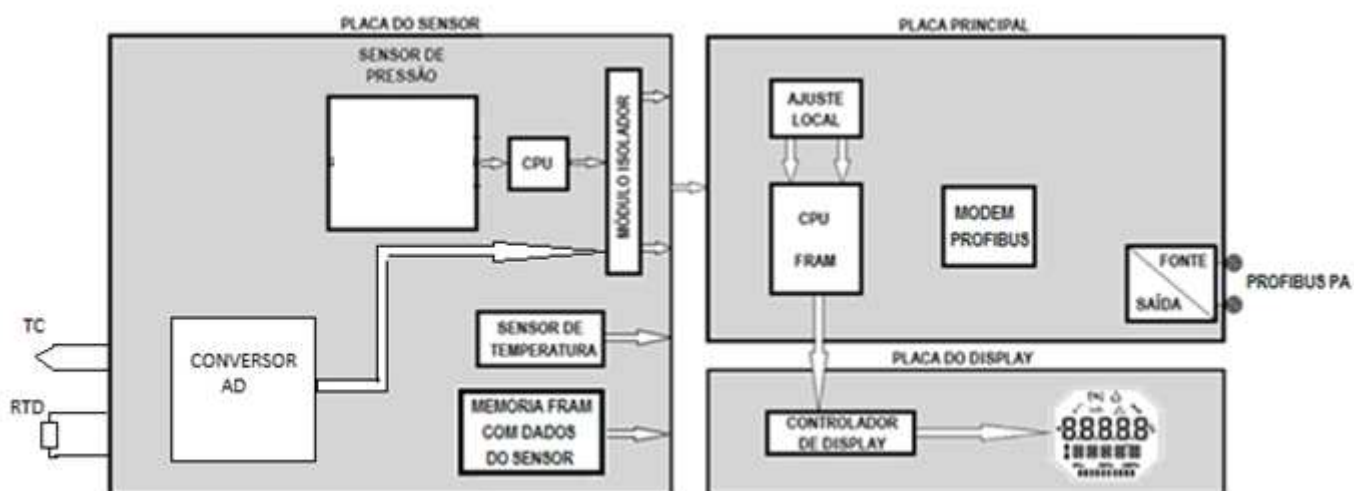 PLACA DO SENSOR
SENSOR DE
PRESSÃO
CPU
MÓDULO ISOLADOR
TC
RTD
CONVERSOR
AD
SENSOR DE
TEMPERATURA
MEMORIA FRAM
COM DADOS
DO SENSOR
PLACA PRINCIPAL
AJUSTE
LOCAL
CPU
FRAM
MODEM
PROFIBUS
FONTE
SAÍDA
PROFIBUS PA
PLACA DO DISPLAY
CONTROLADOR
DE DISPLAY
88888